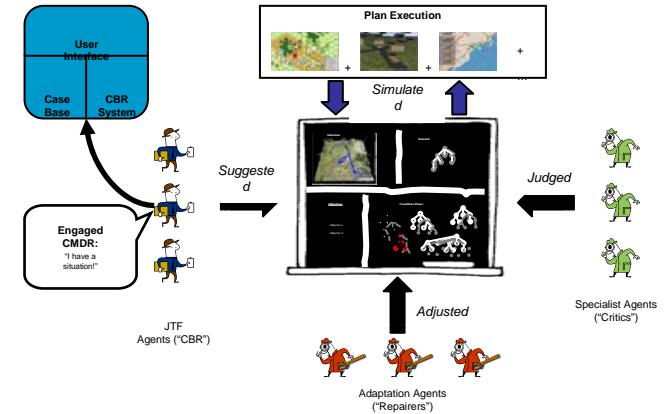 Plan Execution
+
+
+
...
User
Interface
Case
Base
CBR
System
Simulate
d
Suggeste
d
Judged
Engaged
CMDR:
"I have a
situation!"
Adjusted
JTF
Agents ("CBR")
Specialist Agents
("Critics")
Adaptation Agents
("Repairers")